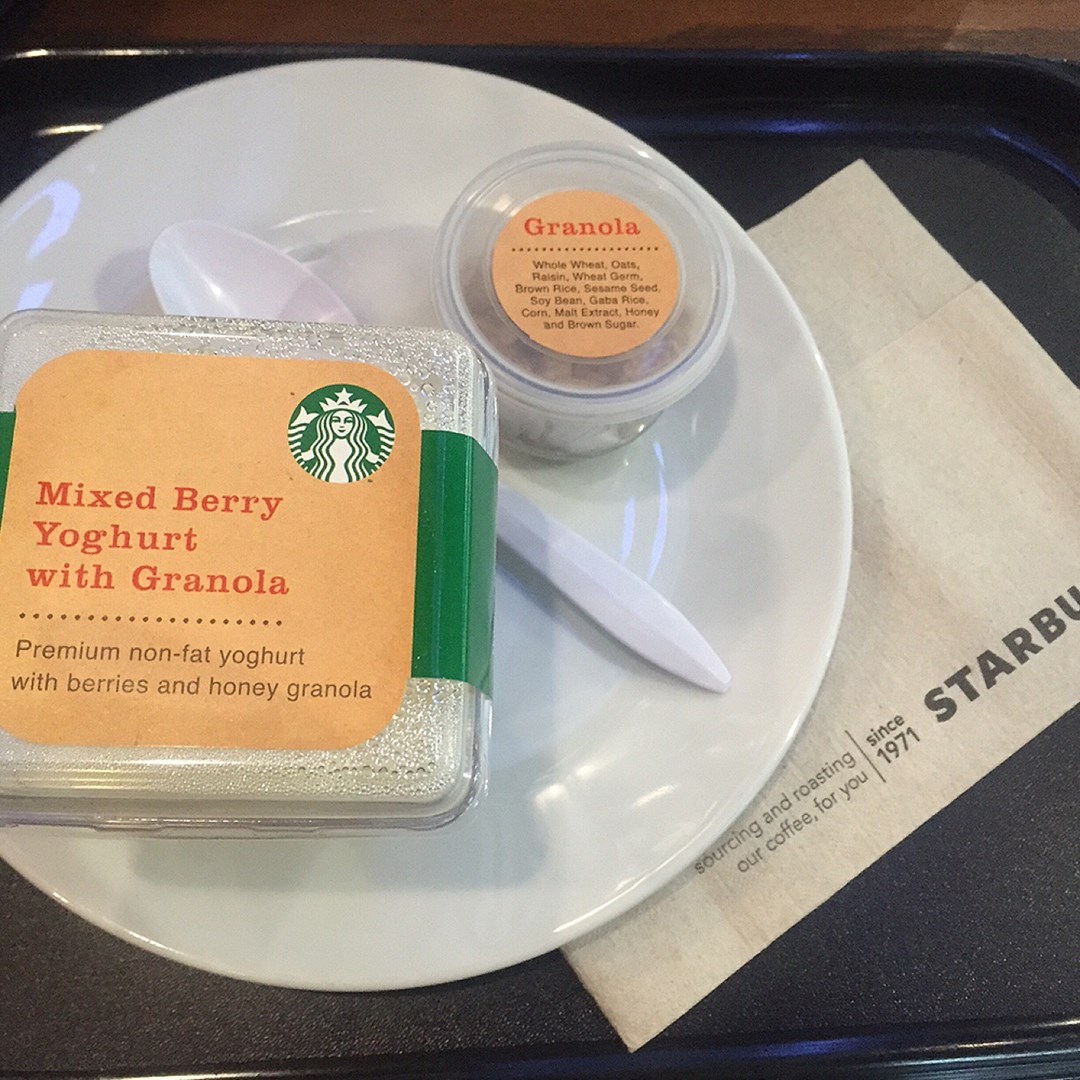 Granola
Whole Wheat, Oats,
Raisin, Wheat Germ,
Brown Rice, Sesame Seed,
Soy Bean, Gaba Rice,
Corn, Malt Extract, Honey
and Brown Sugar.
Mixed Berry
Yoghurt
with Granola
Premium non-fat yoghurt
with berries and honey granola
sourcing and roasting
our coffee, for you
since
1971
STARBU